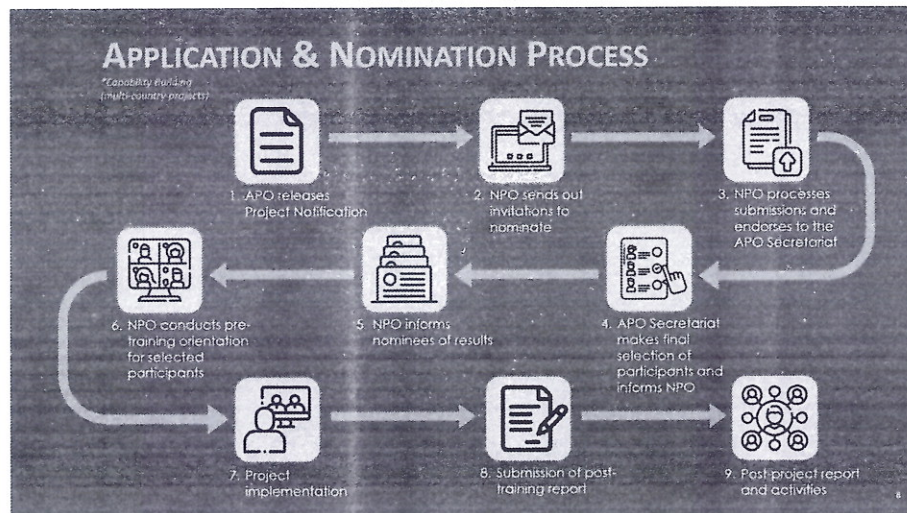 APPLICATION & NOMINATION PROCESS
*Capability Building
(multi-country projects)
1. APO releases
Project Notification
2. NPO sends out
invitations to
nominate
3. NPO processes
submissions and
endorses to the
APO Secretariat
4. APO Secretariat
makes final
selection of
participants and
informs NPO
5. NPO informs
nominees of results
6. NPO conducts pre-
training orientation
for selected
participants
7. Project
implementation
8. Submission of post-
training report
9. Post-project report
and activities
8